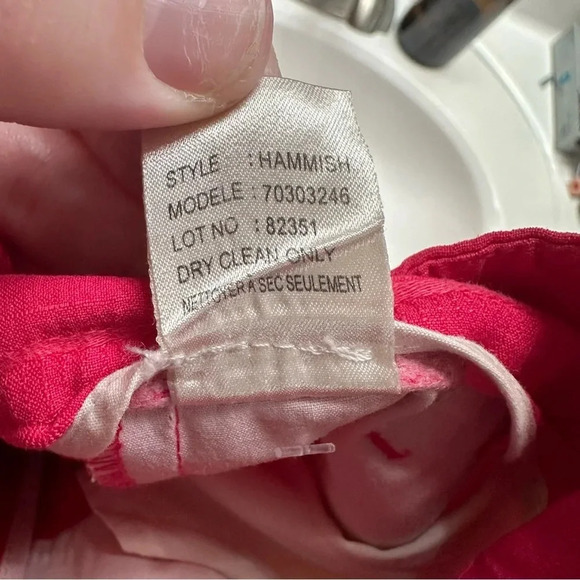 STYLE : HAMMISH
MODELE : 70303246
LOT NO : 82351
DRY CLEAN ONLY
NETTOYER A SEC SEULEMENT